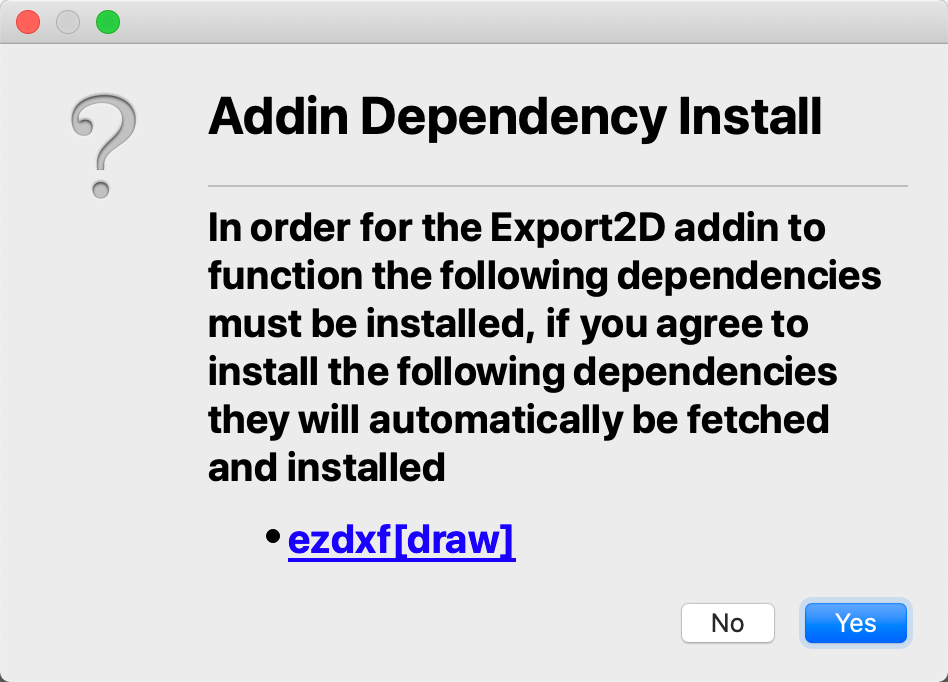 Addin Dependency Install
In order for the Export2D addin to
function the following dependencies
must be installed, if you agree to
install the following dependencies
they will automatically be fetched
and installed
• ezdxf[draw]
No
Yes